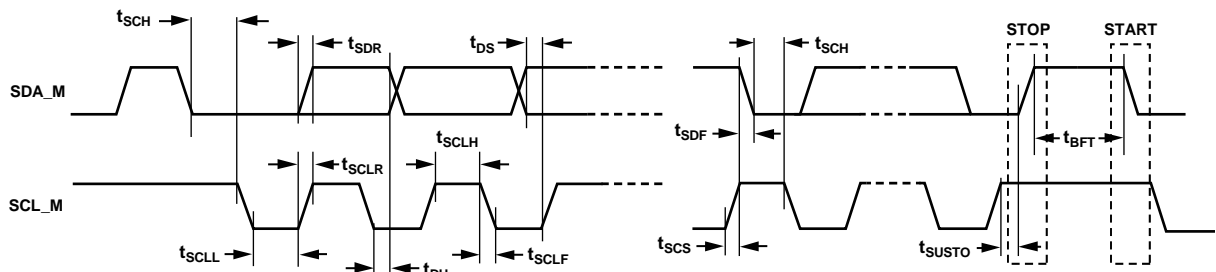 STOP START
tSCH tSDR tDS tSCH
SDA_M
tSCLH tSDF tBFT
tSCLR
SCL_M
tSCLL tSCLF tSCS tSUSTO